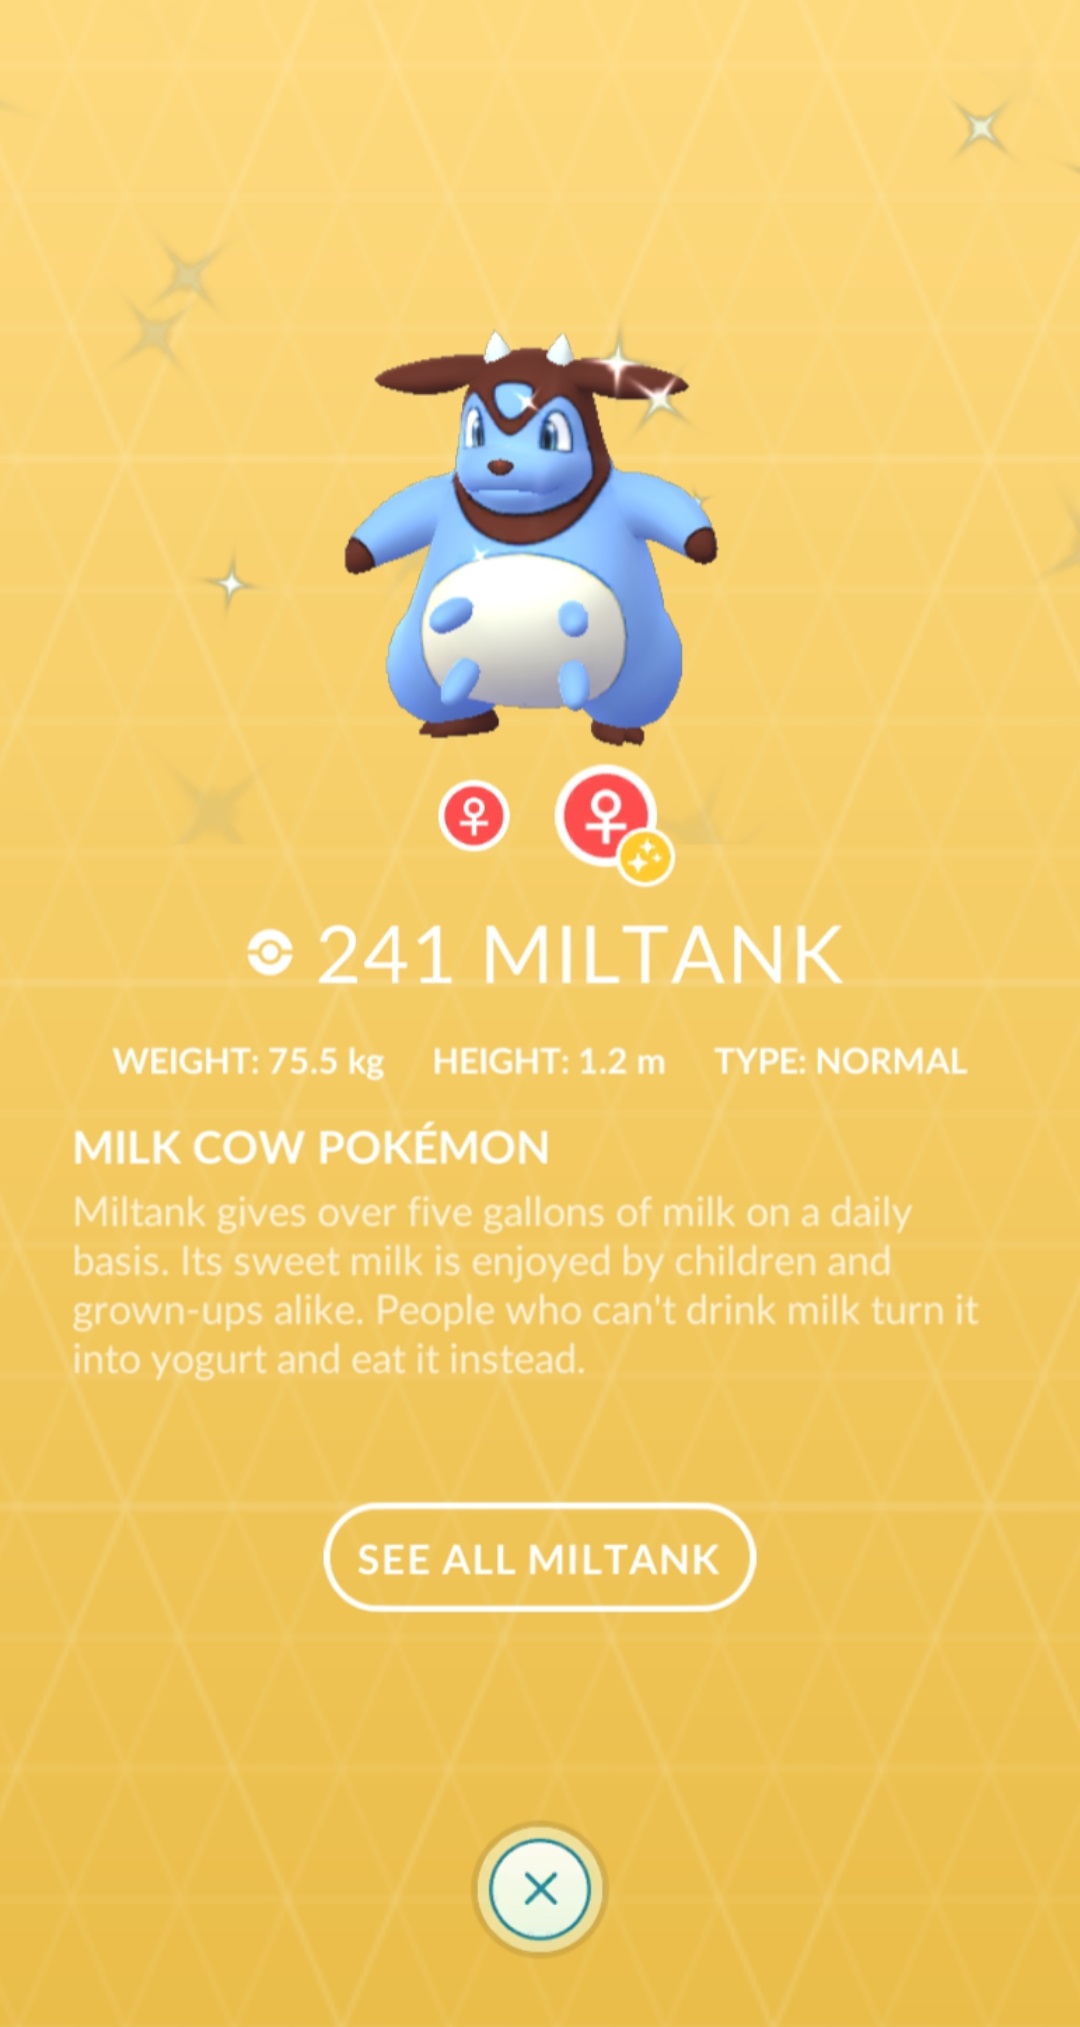 241 MILTANK
WEIGHT: 75.5 kg HEIGHT: 1.2 m TYPE: NORMAL
MILK COW POKÉMON
Miltank gives over five gallons of milk on a daily
basis. Its sweet milk is enjoyed by children and
grown-ups alike. People who can't drink milk turn it
into yogurt and eat it instead.
SEE ALL MILTANK